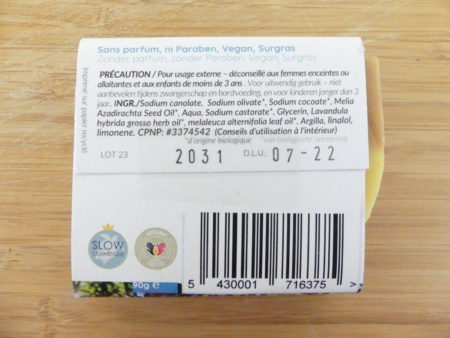 Sans parfum, ni Paraben, Vegan, Surgras
Zonder parfum, zonder Paraben, Vegan, Surgras
PRÉCAUTION / Pour usage externe – déconseillé aux femmes enceintes ou
allaitantes et aux enfants de moins de 3 ans. Voor uitwendig gebruik – niet
aanbevolen tijdens zwangerschap en borstvoeding, en voor kinderen jonger dan 3
jaar. INGR./Sodium canolate, Sodium olivate*, Sodium cocoate*, Melia
Azadirachta Seed Oil*, Aqua, Sodium castorate*, Glycerin, Lavandula
hybrida grosso herb oil*, melaleuca alternifolia leaf oil*, Argilla, linalol,
limonene. CPNP: #3374542 (Conseils d'utilisation à l'intérieur)
*d'origine biologique *van biologische oorsprong
Imprimé sur papier recyclé
LOT 23 2031 D.L.U.: 07-22
SLOW
COSMÉTIQUE
90g e
5 430001 716375 >